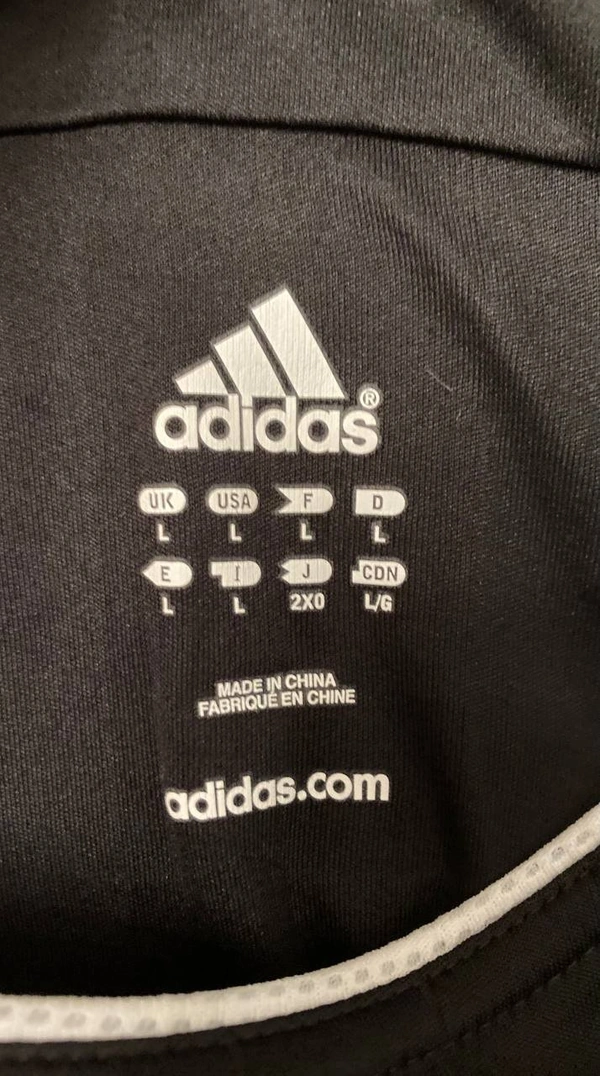 adidas®
UK USA F D
L L L L
E I J CDN
L L 2XO L/G
MADE IN CHINA
FABRIQUÉ EN CHINE
adidas.com